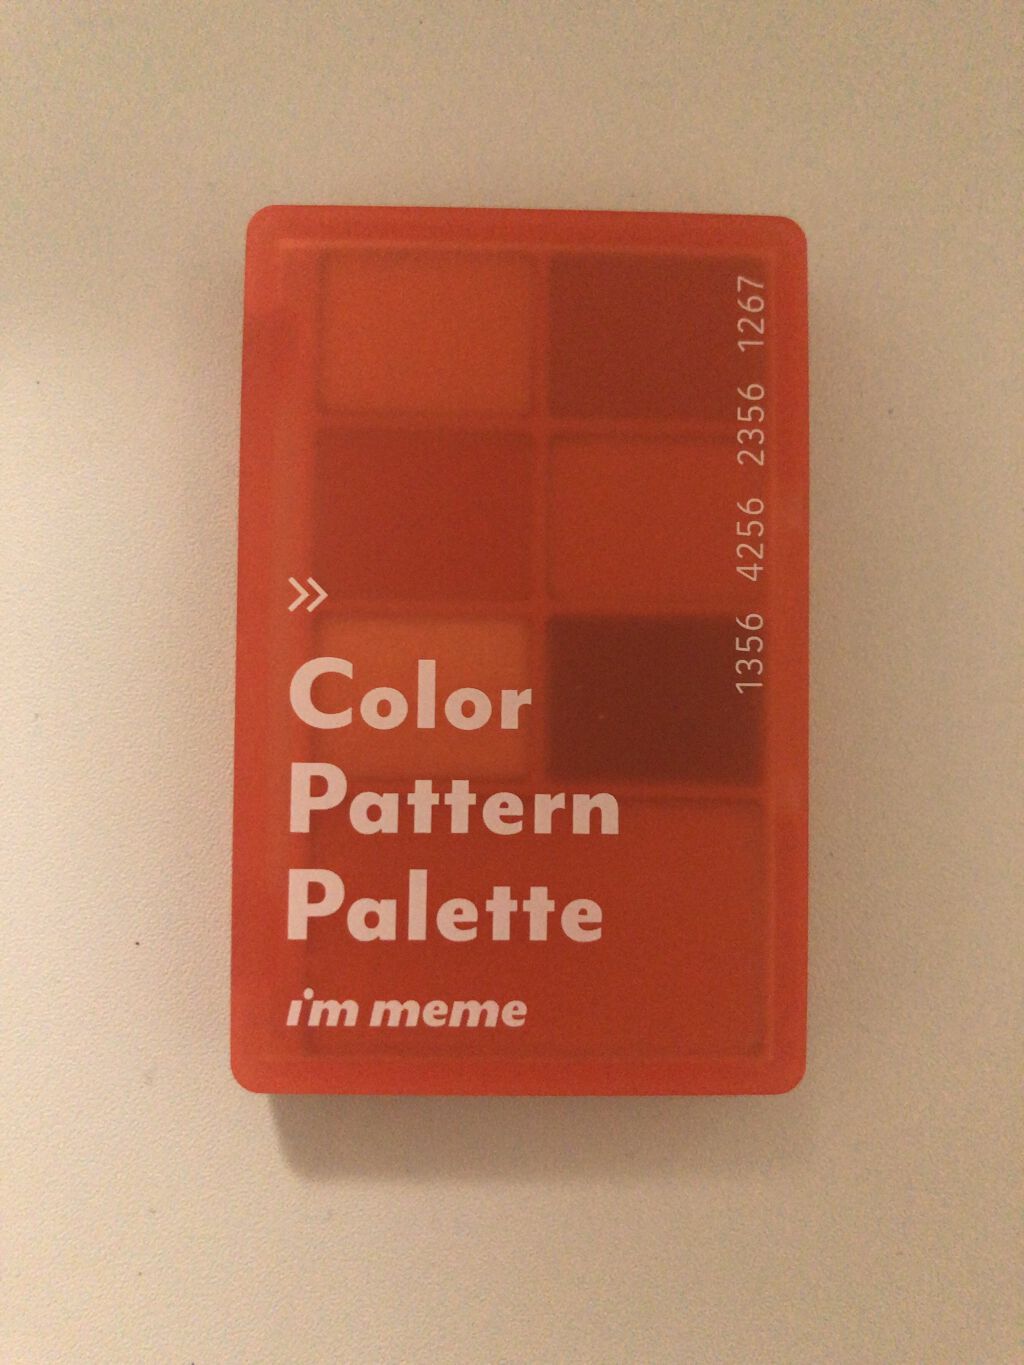 1356 4256 2356 1267
»
Color
Pattern
Palette
i'm meme